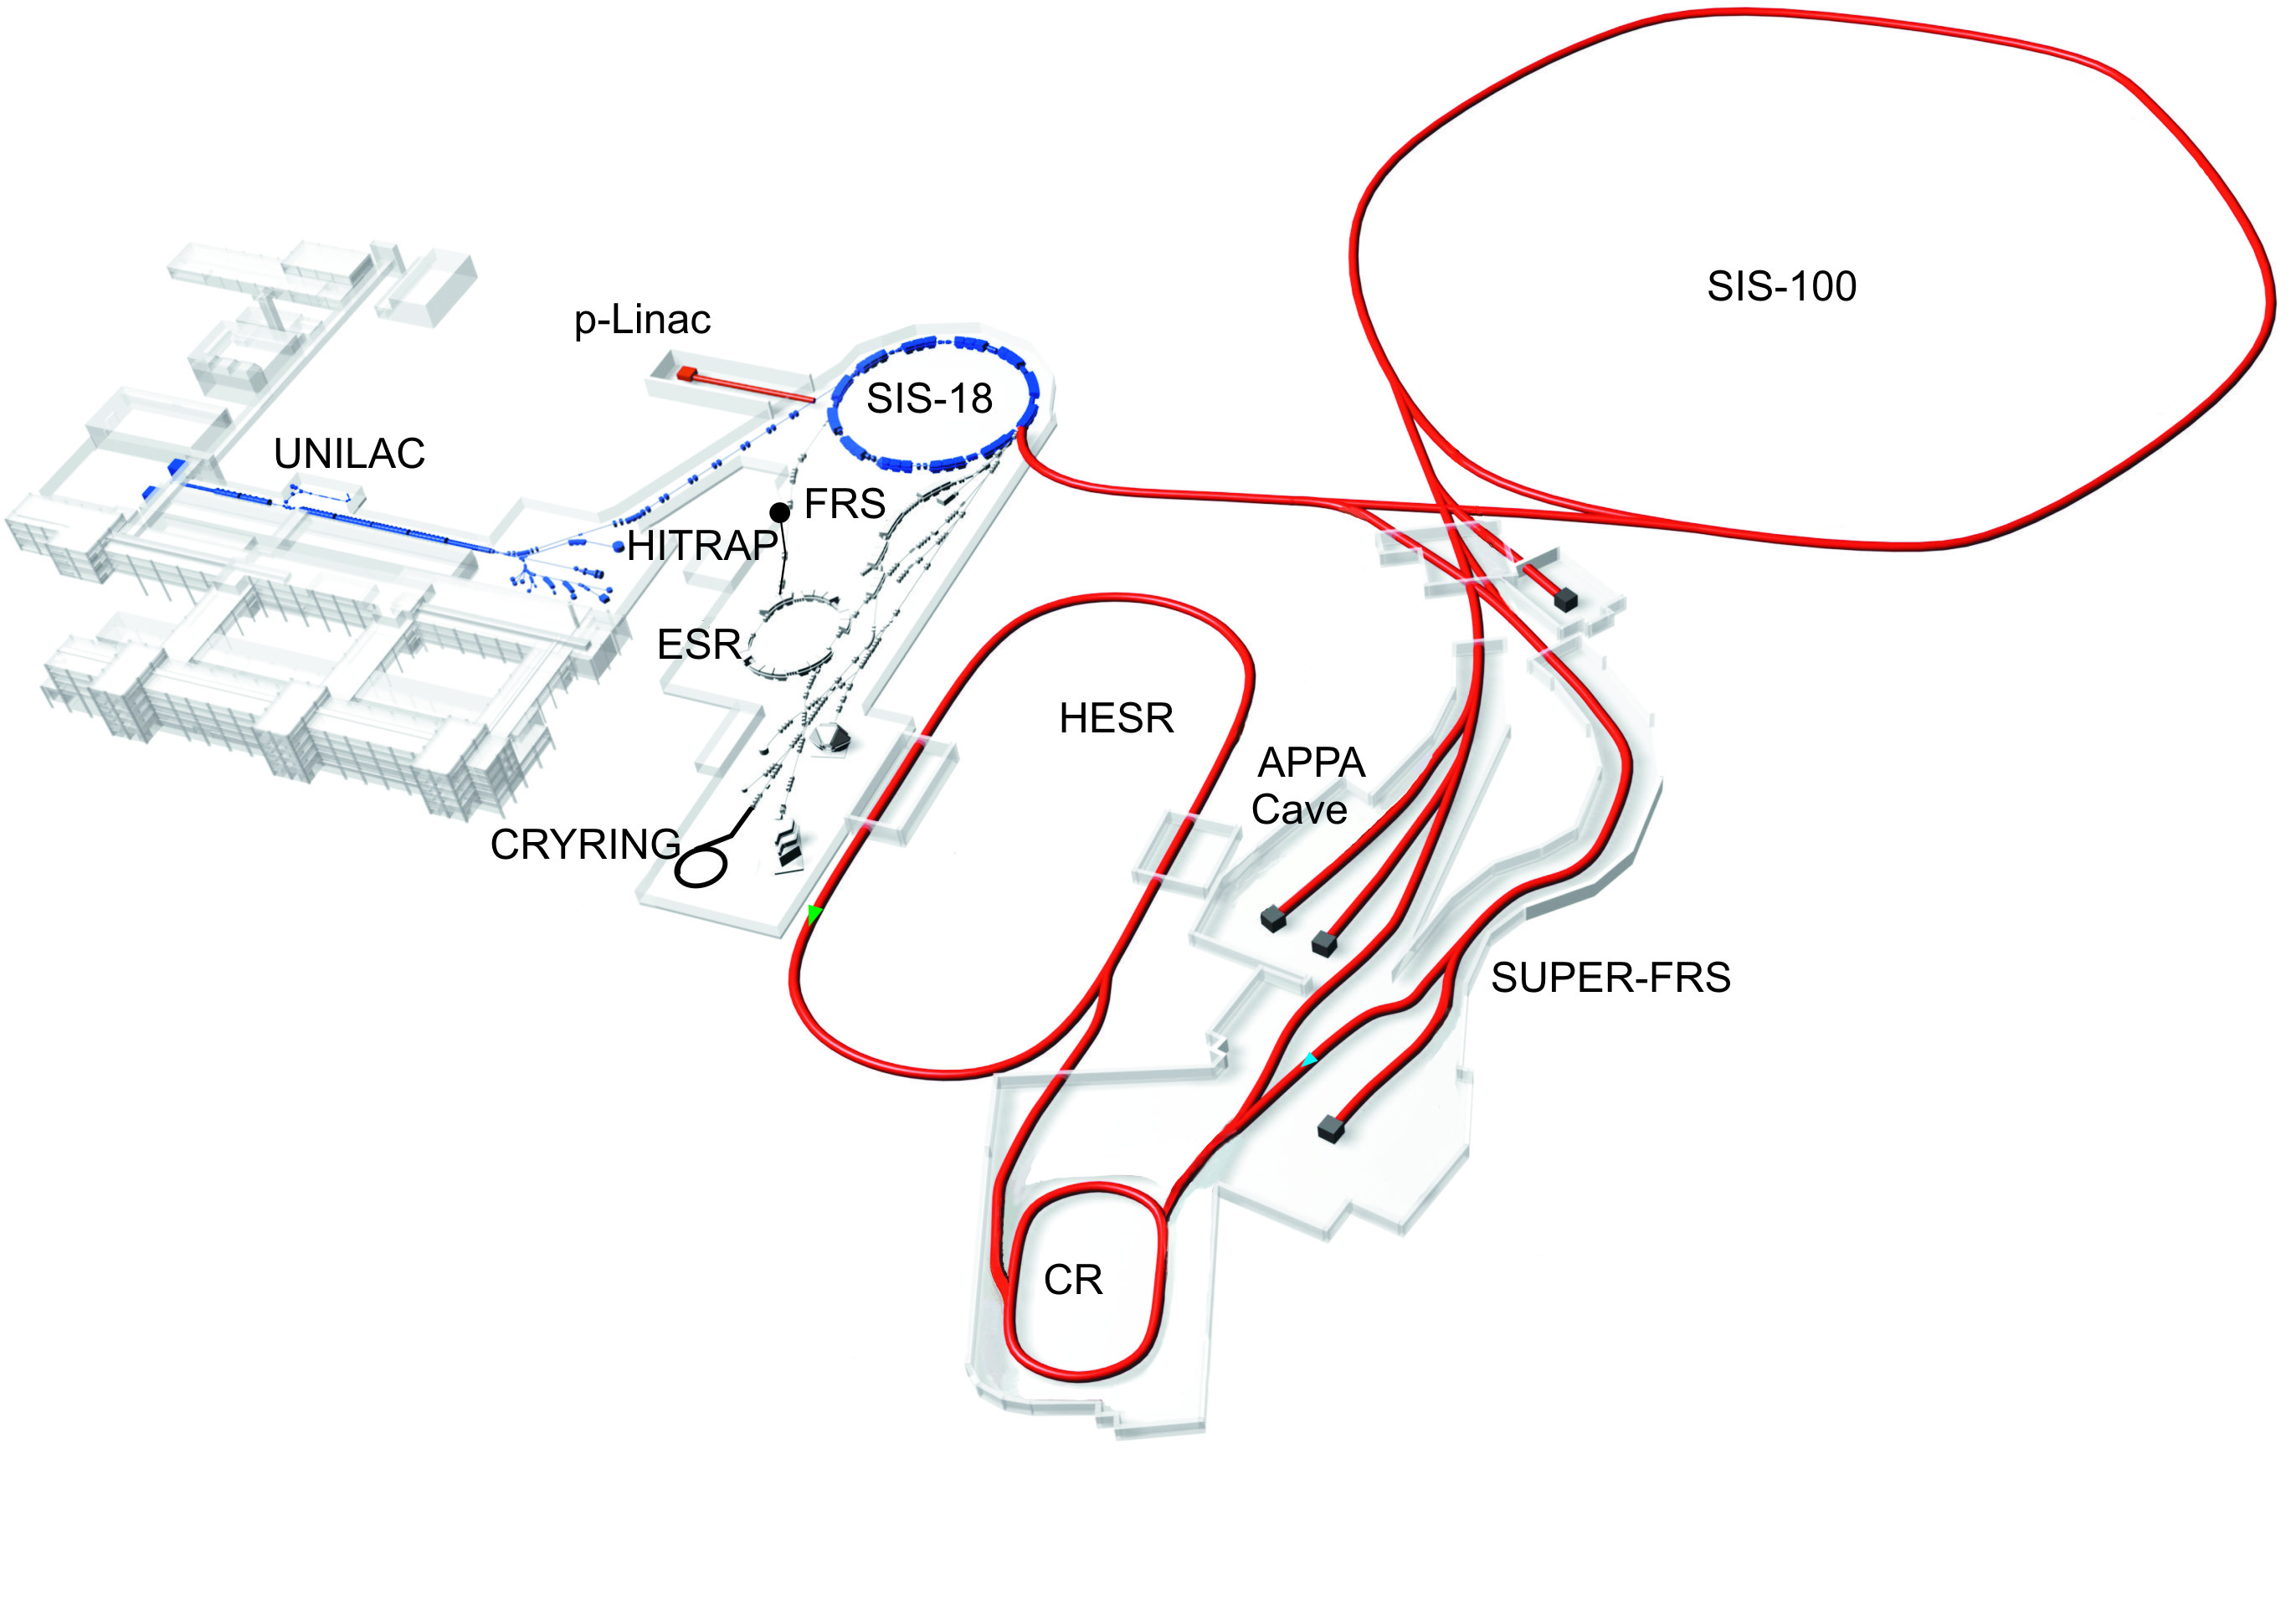 SIS-100
p-Linac
SIS-18
UNILAC
FRS
HITRAP
ESR
HESR
APPA
Cave
CRYRING
SUPER-FRS
CR